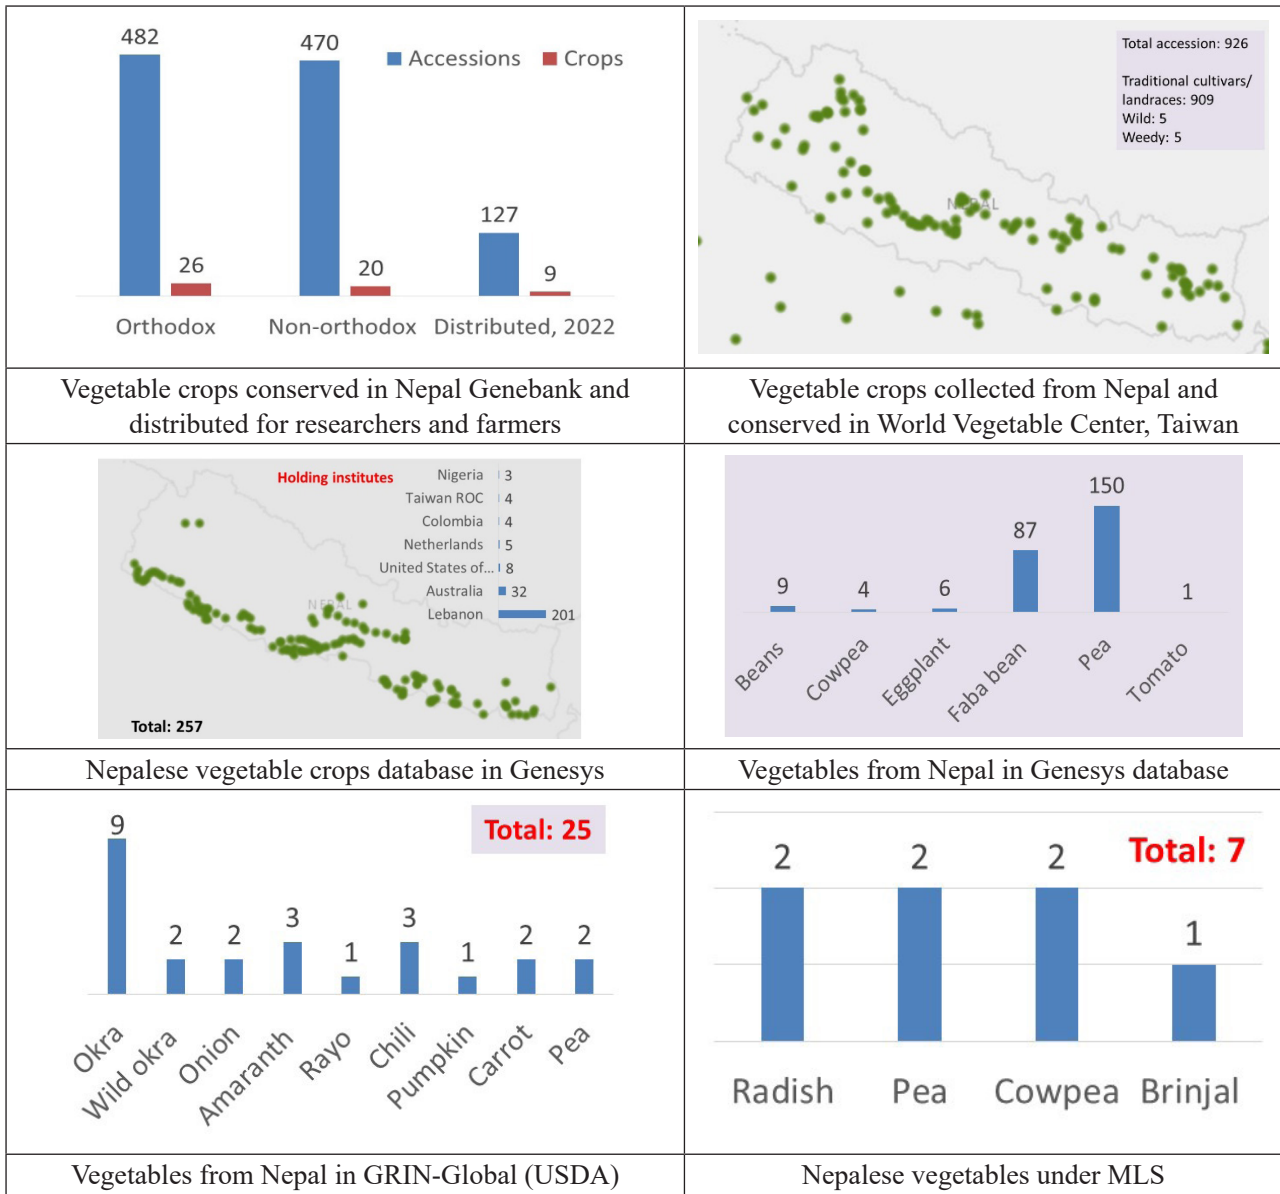 482
470
Accessions
Crops
127
26
20
9
Orthodox
Non-orthodox
Distributed, 2022
Total accession: 926
Traditional cultivars/
landraces: 909
Wild: 5
Weedy: 5
NEPAL
Vegetable crops conserved in Nepal Genebank and
distributed for researchers and farmers
Vegetable crops collected from Nepal and
conserved in World Vegetable Center, Taiwan
Holding institutes
Nigeria 3
Taiwan ROC 4
Colombia 4
Netherlands 5
United States of... 8
Australia 32
Lebanon 201
NEPAL
Total: 257
9
4
6
87
150
1
Beans
Cowpea
Eggplant
Faba bean
Pea
Tomato
Nepalese vegetable crops database in Genesys
Vegetables from Nepal in Genesys database
Total: 25
9
2
2
3
1
3
1
2
2
Okra
Wild okra
Onion
Amaranth
Rayo
Chili
Pumpkin
Carrot
Pea
Total: 7
2
2
2
1
Radish
Pea
Cowpea
Brinjal
Vegetables from Nepal in GRIN-Global (USDA)
Nepalese vegetables under MLS